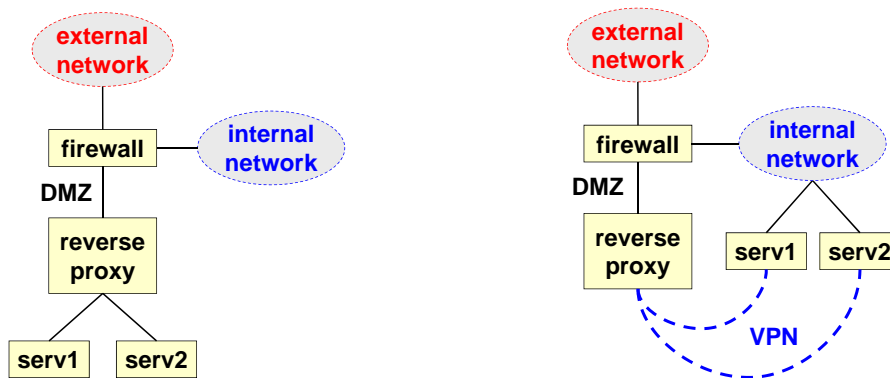 external
network
firewall
internal
network
DMZ
reverse
proxy
serv1
serv2
external
network
firewall
internal
network
DMZ
reverse
proxy
serv1
serv2
VPN